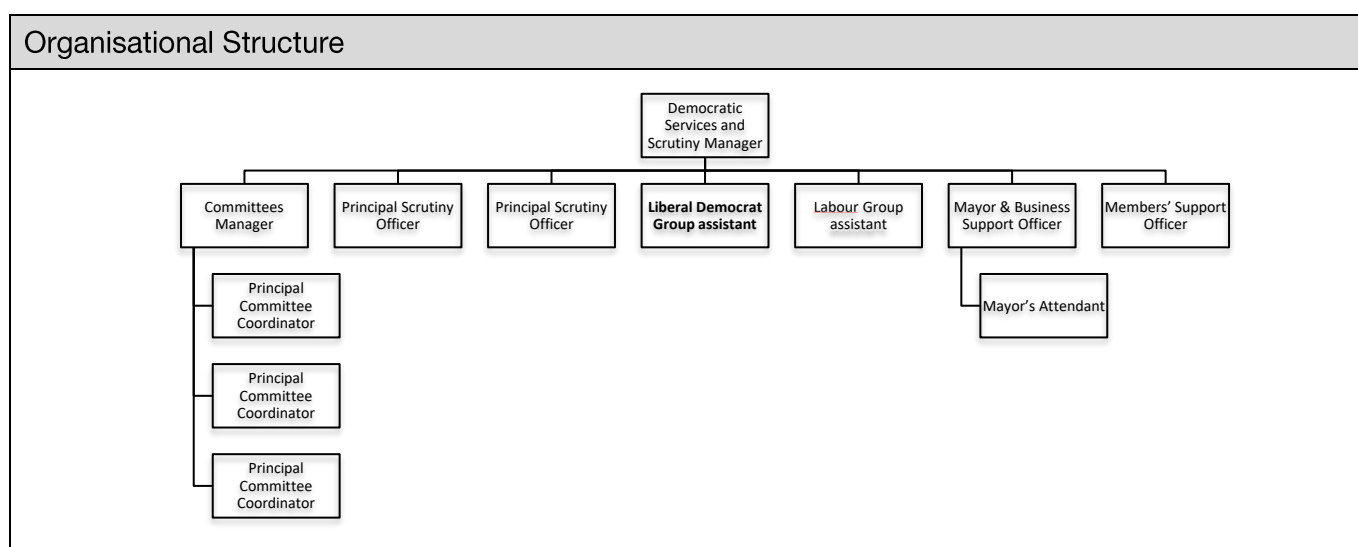 Organisational Structure
Democratic
Services and
Scrutiny Manager
Committees
Manager
Principal Scrutiny
Officer
Principal Scrutiny
Officer
Liberal Democrat
Group assistant
Labour Group
assistant
Mayor & Business
Support Officer
Members’ Support
Officer
Principal
Committee
Coordinator
Mayor’s Attendant
Principal
Committee
Coordinator
Principal
Committee
Coordinator